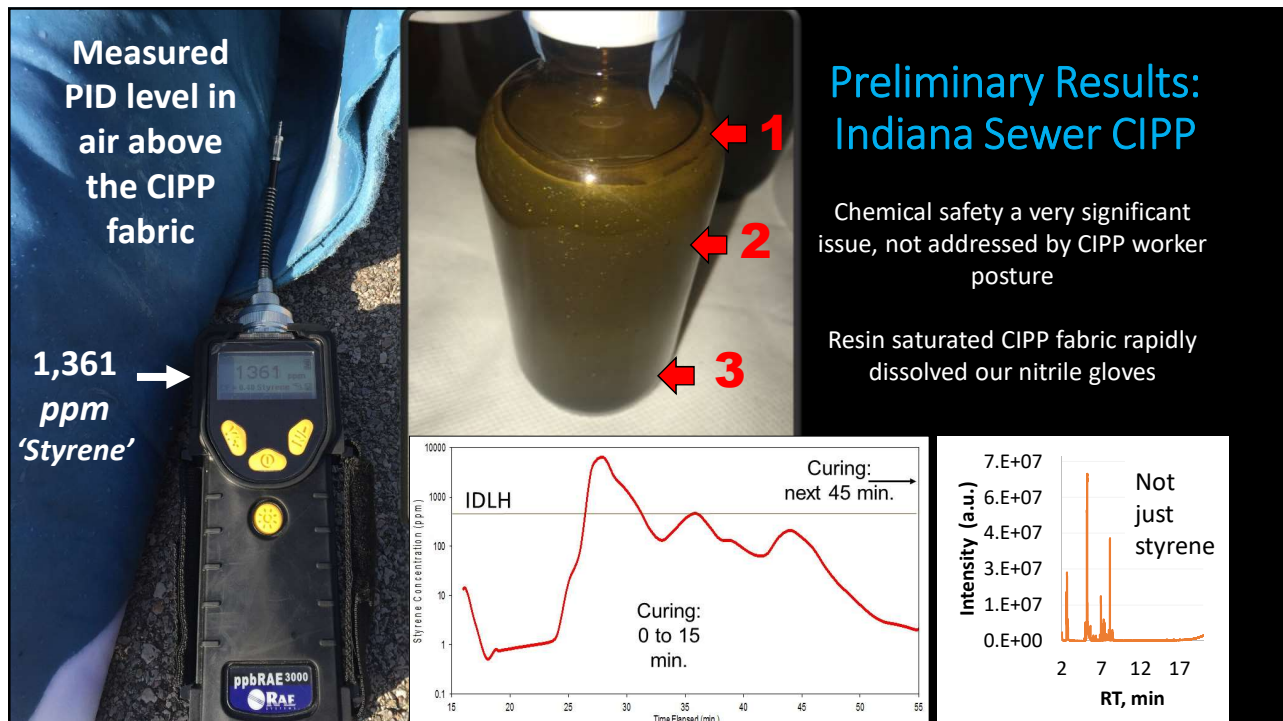 Measured
PID level in
air above
the CIPP
fabric
1,361
ppm
‘Styrene’
1361 ppm
ppbRAE 3000
RAE
SYSTEMS
1
2
3
Preliminary Results:
Indiana Sewer CIPP
Chemical safety a very significant
issue, not addressed by CIPP worker
posture
Resin saturated CIPP fabric rapidly
dissolved our nitrile gloves
Styrene Concentration (ppm)
10000
1000
100
10
1
0.1
IDLH
Curing:
next 45 min.
Curing:
0 to 15
min.
15 20 25 30 35 40 45 50 55
Time Elapsed (min.)
Intensity (a.u.)
7.E+07
6.E+07
4.E+07
3.E+07
1.E+07
0.E+00
Not
just
styrene
2 7 12 17
RT, min